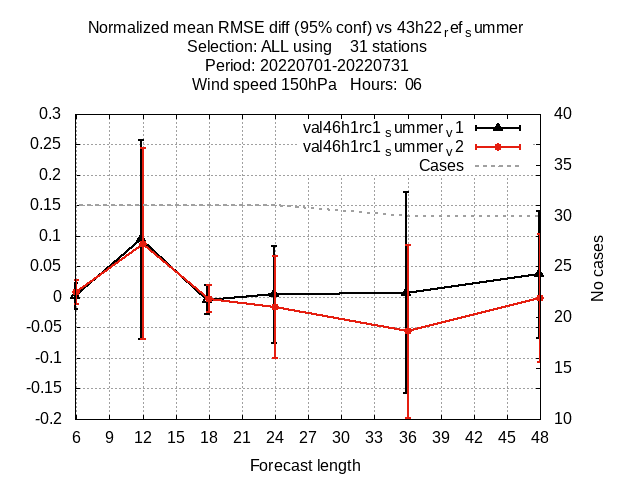 Normalized mean RMSE diff (95% conf) vs 43h22refsummer
Selection: ALL using 31 stations
Period: 20220701-20220731
Wind speed 150hPa Hours: 06
val46h1rc1summerv1
val46h1rc1summerv2
Cases
0.3
0.25
0.2
0.15
0.1
0.05
0
-0.05
-0.1
-0.15
-0.2
40
35
30
25
20
15
10
No cases
6 9 12 15 18 21 24 27 30 33 36 39 42 45 48
Forecast length